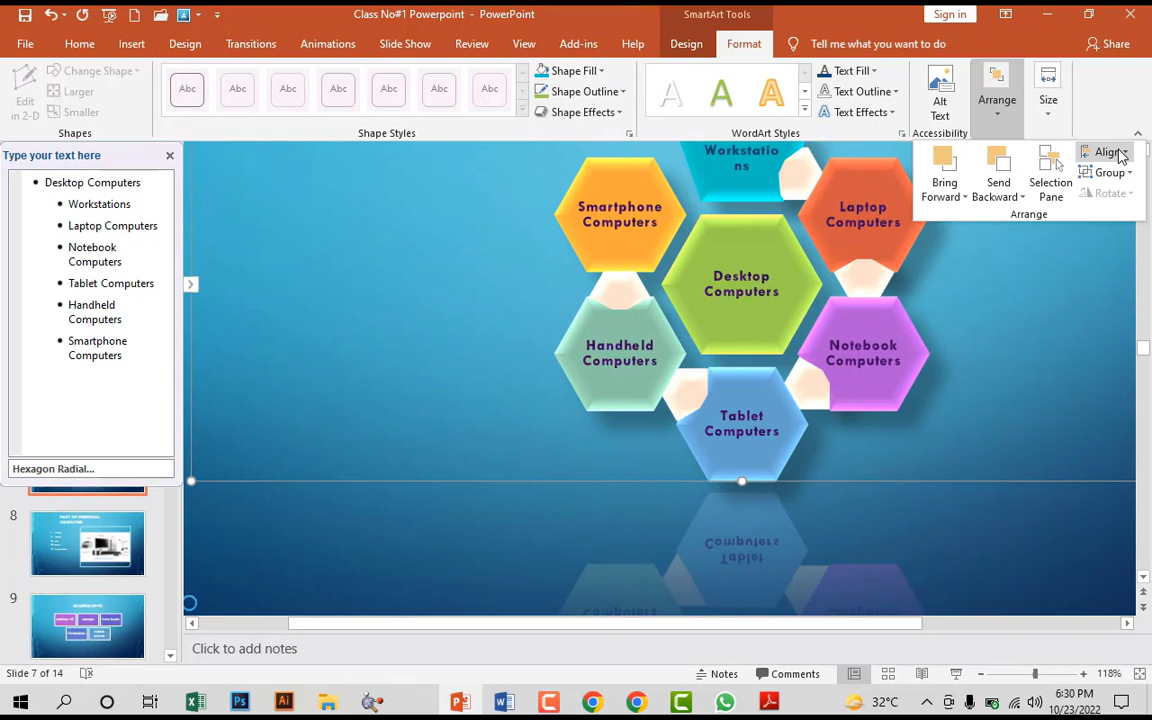 Class No#1 Powerpoint - PowerPoint
SmartArt Tools
Sign in
File
Home
Insert
Design
Transitions
Animations
Slide Show
Review
View
Add-ins
Help
Design
Format
Tell me what you want to do
Share
Edit
in 2-D
Change Shape
Larger
Smaller
Shapes
Abc
Abc
Abc
Abc
Abc
Abc
Abc
Shape Fill
Shape Outline
Shape Effects
Shape Styles
A
A
A
Text Fill
Text Outline
Text Effects
WordArt Styles
Alt
Text
Accessibility
Arrange
Size
Bring
Forward
Send
Backward
Selection
Pane
Align
Group
Rotate
Arrange
Type your text here
Desktop Computers
Workstations
Laptop Computers
Notebook
Computers
Tablet Computers
Handheld
Computers
Smartphone
Computers
Hexagon Radial...
8
9
Workstatio
ns
Smartphone
Computers
Laptop
Computers
Desktop
Computers
Handheld
Computers
Notebook
Computers
Tablet
Computers
Click to add notes
Slide 7 of 14
Notes
Comments
118%
32°C
6:30 PM
10/23/2022